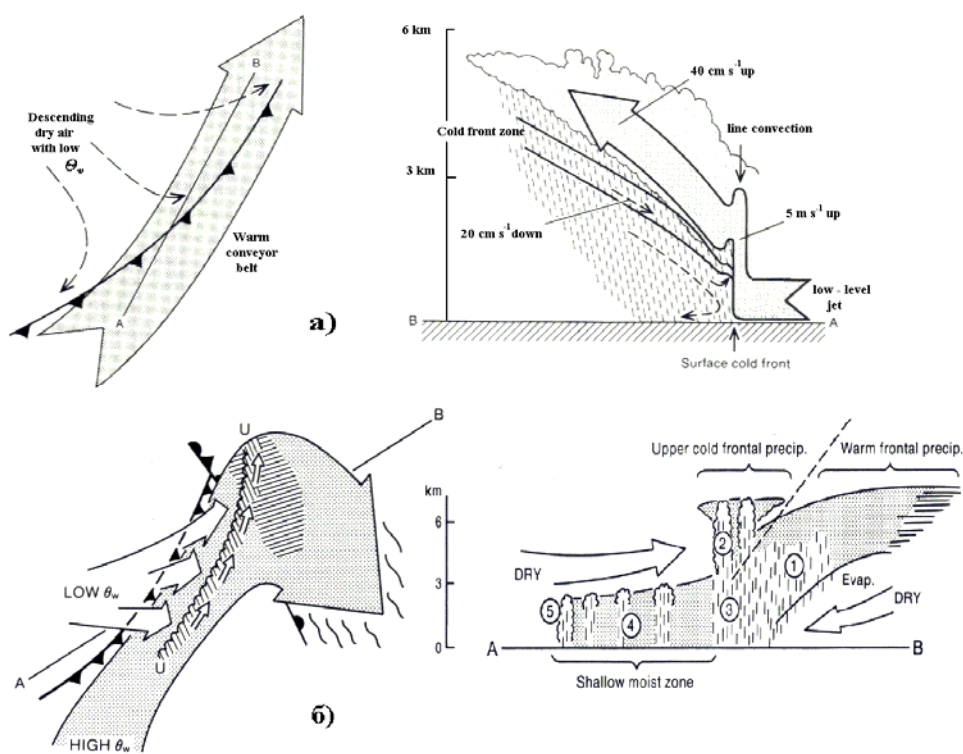 B
Descending
dry air
with low
Θw
Warm
conveyor
belt
A
а)
6 km
40 cm s⁻¹ up
line convection
Cold front zone
3 km
5 m s⁻¹ up
20 cm s⁻¹ down
low - level
jet
B
A
Surface cold front
U
B
LOW θw
A
U
HIGH θw
б)
Upper cold frontal precip.
Warm frontal precip.
km
6
3
0
DRY
2
1
3
Evap.
DRY
5
4
A
B
Shallow moist zone